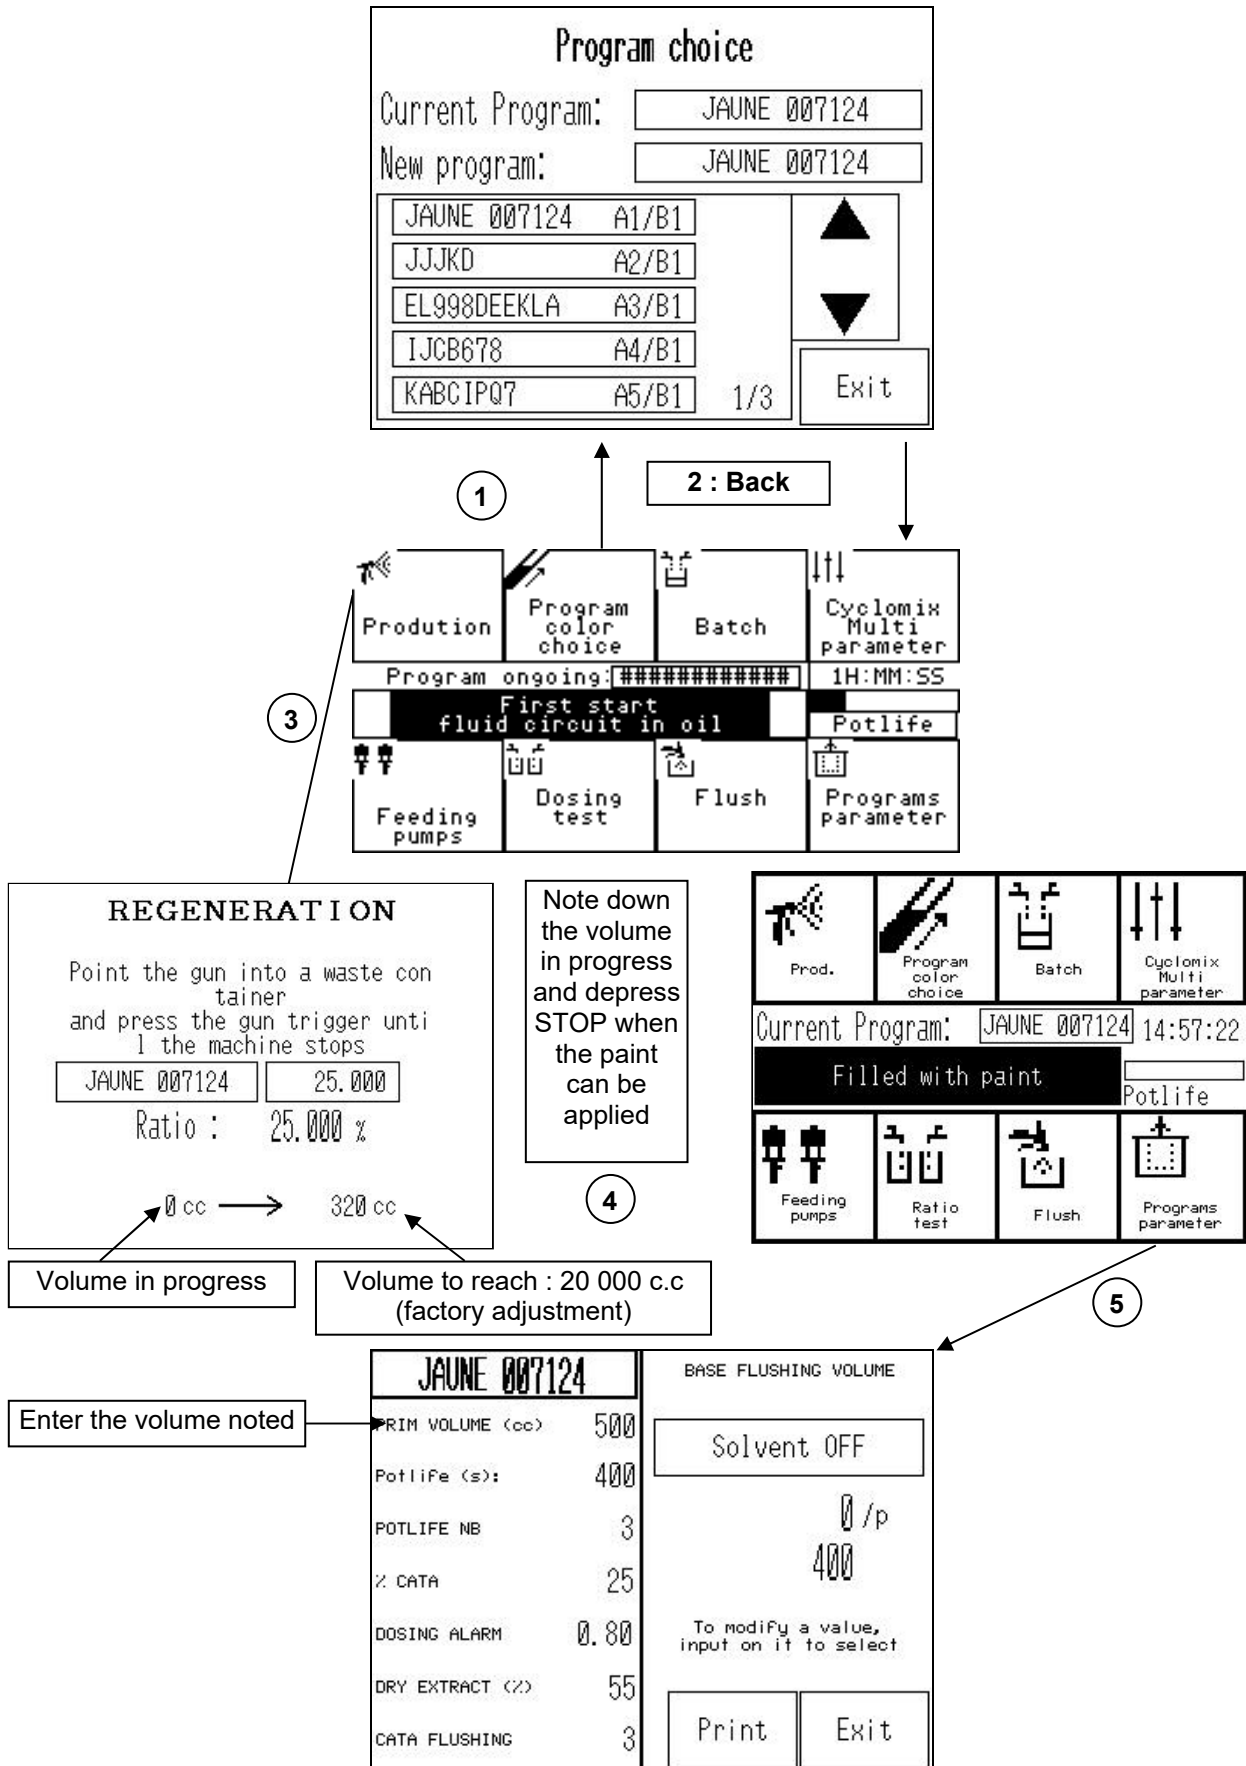 Program choice
Current Program: JAUNE 007124
New program: JAUNE 007124
JAUNE 007124 A1/B1
JJJKD A2/B1
EL998DEEKLA A3/B1
IJCB678 A4/B1
KABCIPQ7 A5/B1
1/3
Exit
1
2 : Back
Prodution
Program
color
choice
Batch
Cyclomix
Multi
parameter
Program ongoing: ############
1H:MM:SS
First start
fluid circuit in oil
Potlife
3
Feeding
pumps
Dosing
test
Flush
Programs
parameter
REGENERATION
Point the gun into a waste con
tainer
and press the gun trigger unti
l the machine stops
JAUNE 007124 25.000
Ratio : 25.000 %
0 cc 320 cc
Volume in progress
Volume to reach : 20 000 c.c
(factory adjustment)
Note down
the volume
in progress
and depress
STOP when
the paint
can be
applied
4
Prod.
Program
color
choice
Batch
Cyclomix
Multi
parameter
Current Program: JAUNE 007124 14:57:22
Filled with paint
Potlife
Feeding
pumps
Ratio
test
Flush
Programs
parameter
5
Enter the volume noted
JAUNE 007124
PRIM VOLUME (cc) 500
Potlife (s): 400
POTLIFE NB 3
% CATA 25
DOSING ALARM 0.80
DRY EXTRACT (%) 55
CATA FLUSHING 3
BASE FLUSHING VOLUME
Solvent OFF
0 /p
400
To modify a value,
input on it to select
Print
Exit